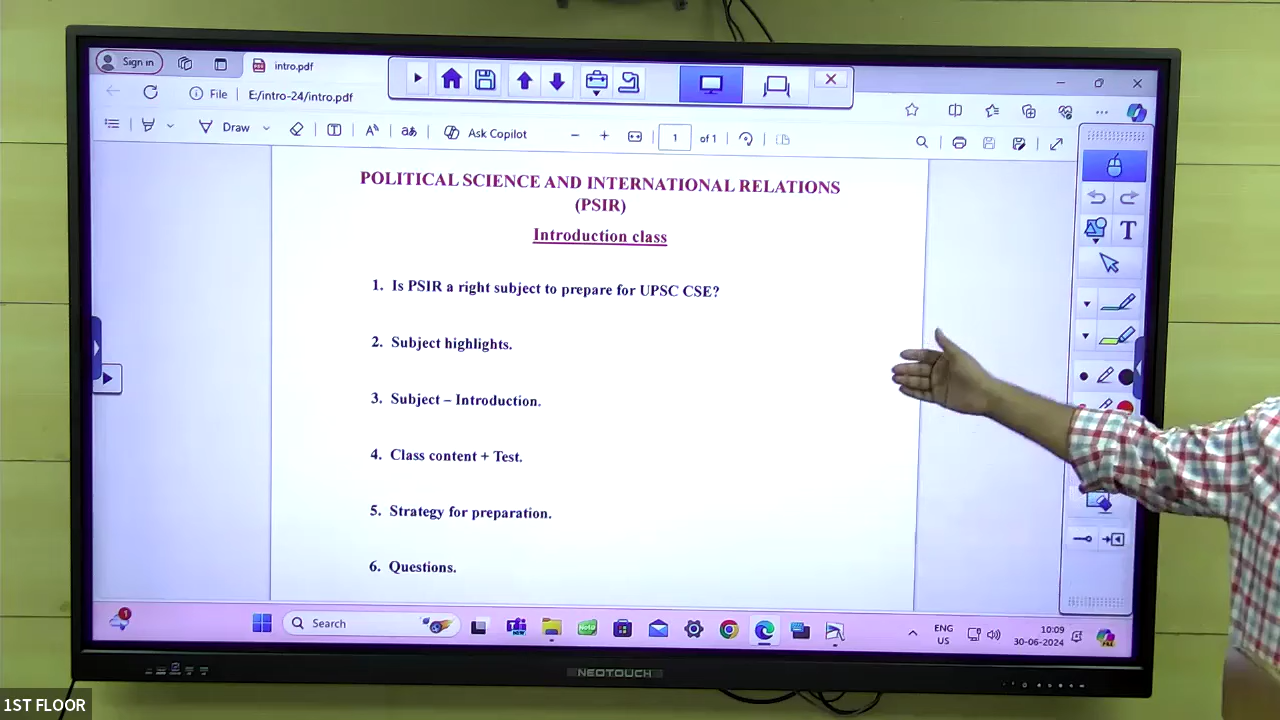 Sign in
intro.pdf
File
E:/intro-24/intro.pdf
Draw
Ask Copilot
1
of 1
POLITICAL SCIENCE AND INTERNATIONAL RELATIONS
(PSIR)
Introduction class
1. Is PSIR a right subject to prepare for UPSC CSE?
2. Subject highlights.
3. Subject – Introduction.
4. Class content + Test.
5. Strategy for preparation.
6. Questions.
T
1
Search
ENG
US
10:09
30-06-2024
NEOTOUCH
1ST FLOOR